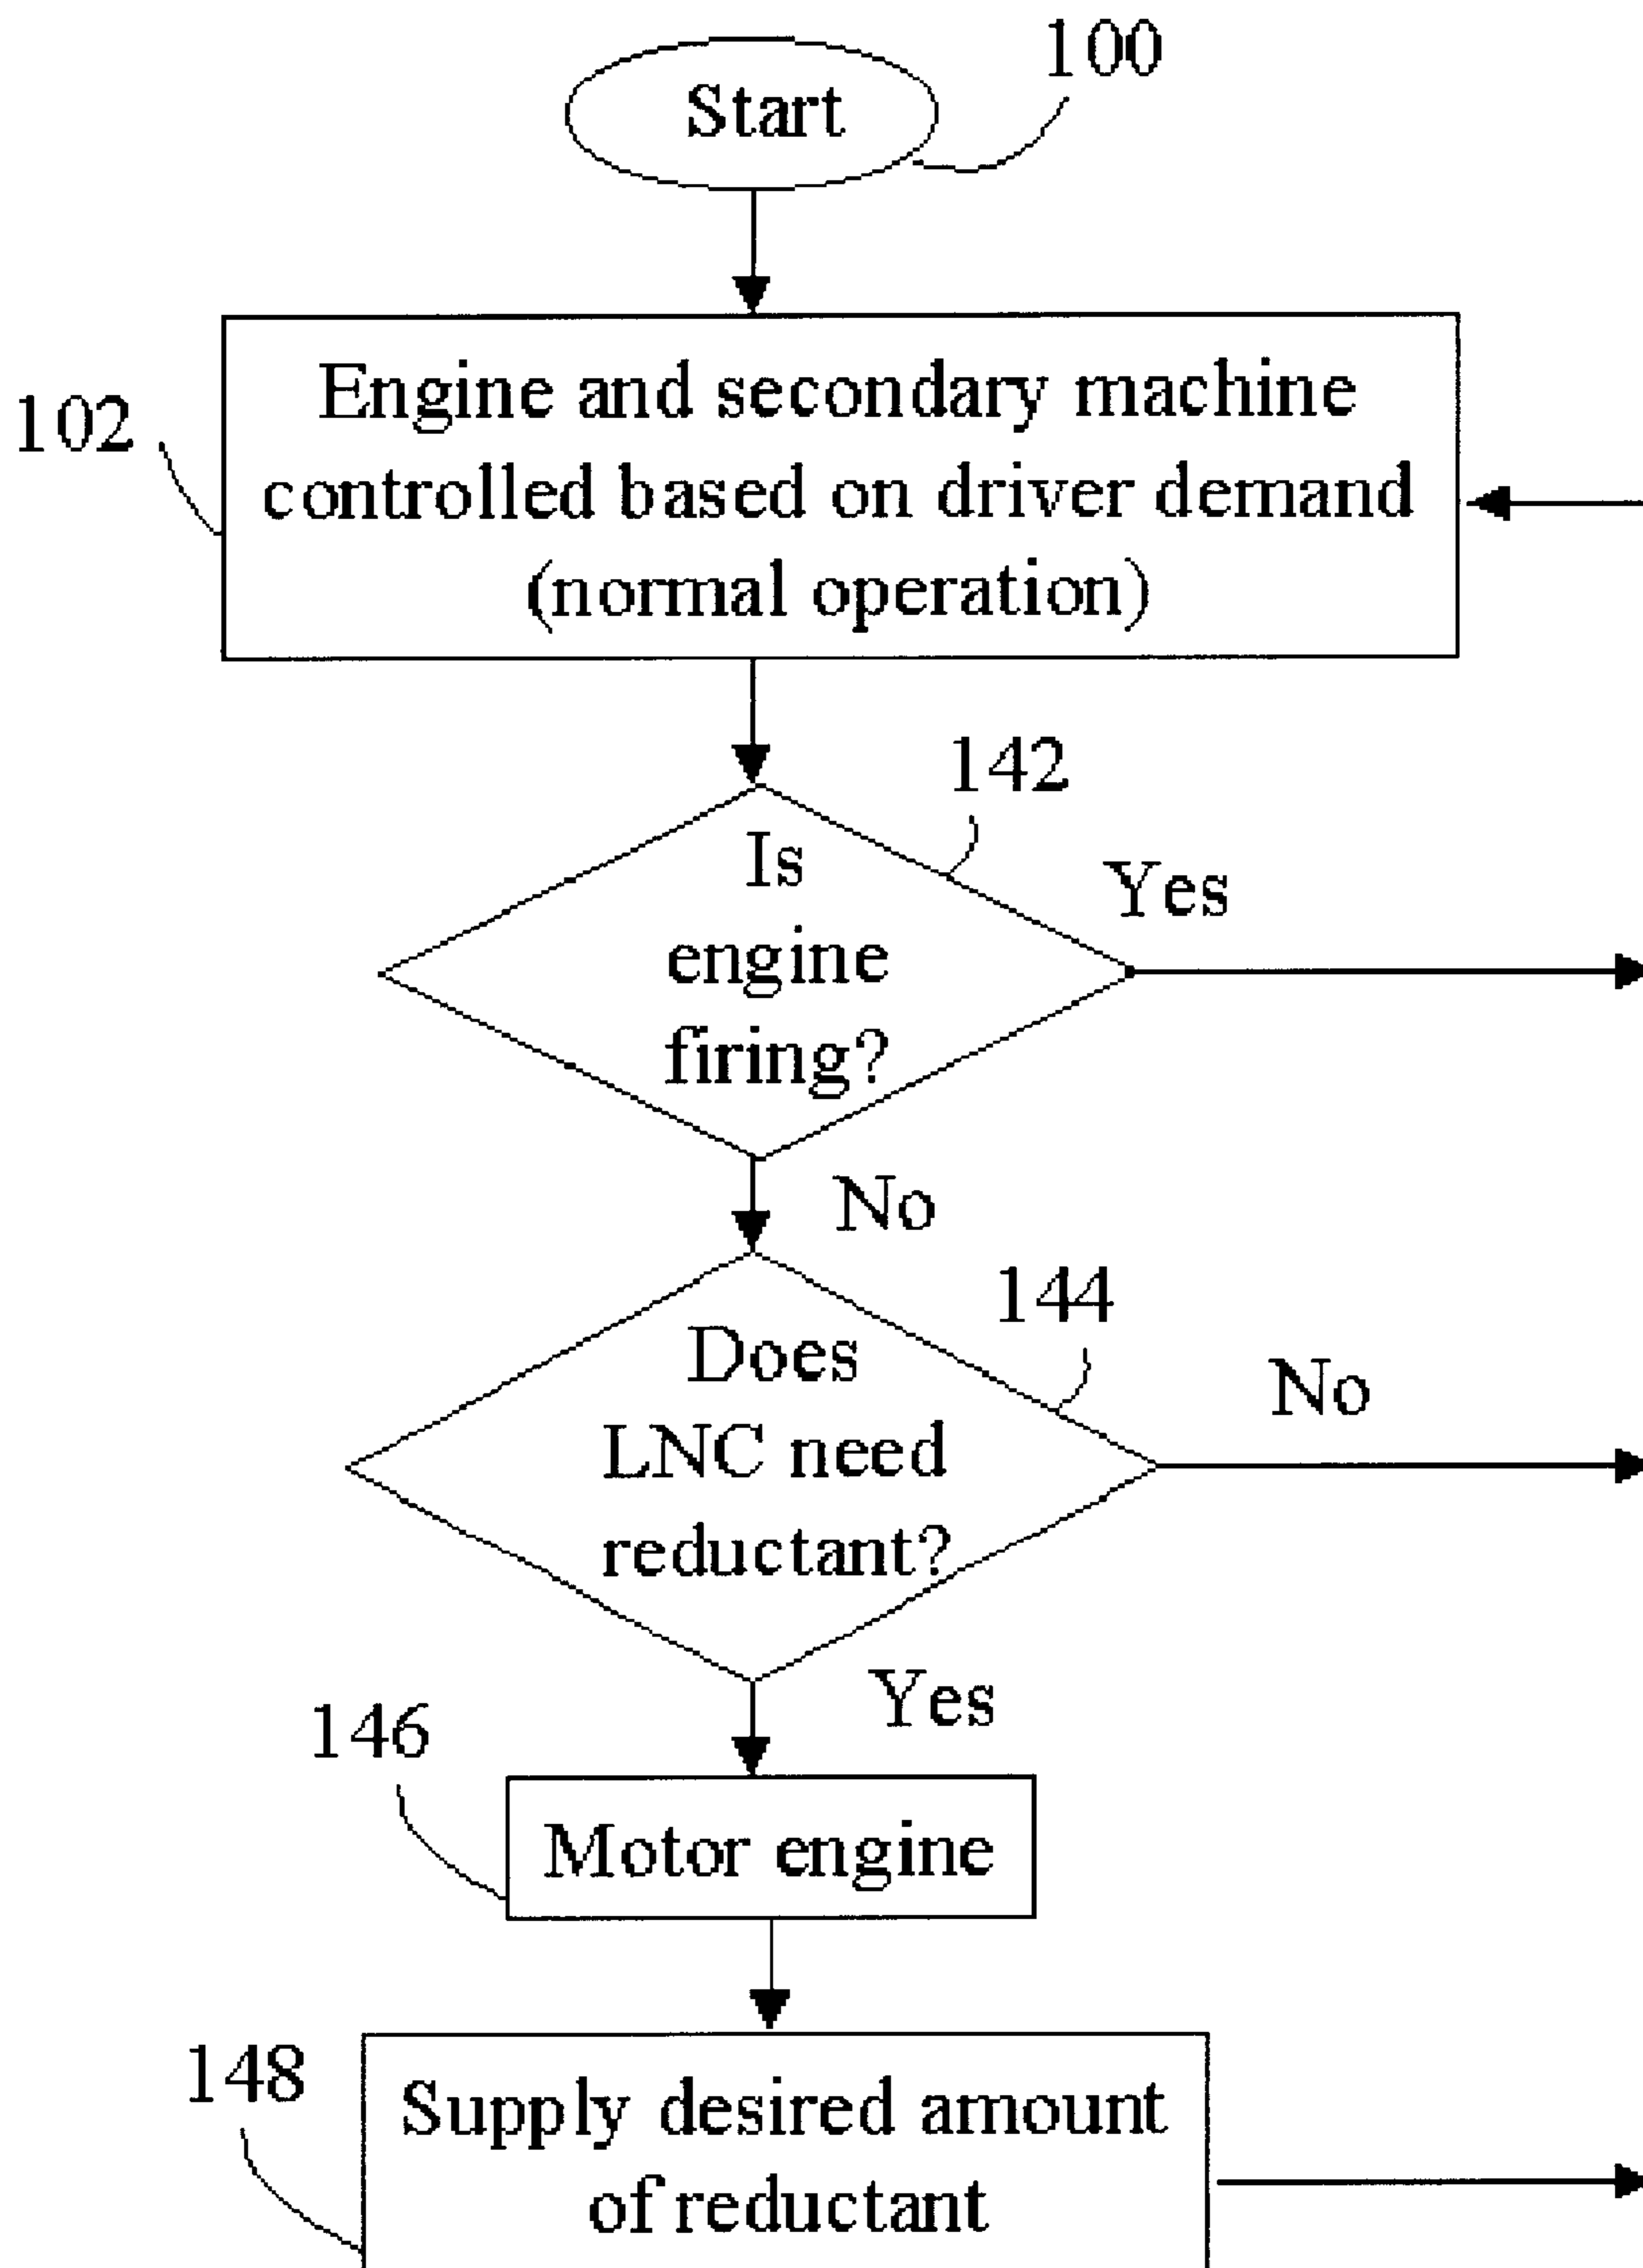 100
Start
Engine and secondary machine
102
controlled based on driver demand
(normal operation)
142
Is
Yes
engine
firing?
No
144
Does
No
LNC need
reductant?
Yes
146
Motor engine
148
Supply desired amount
of reductant